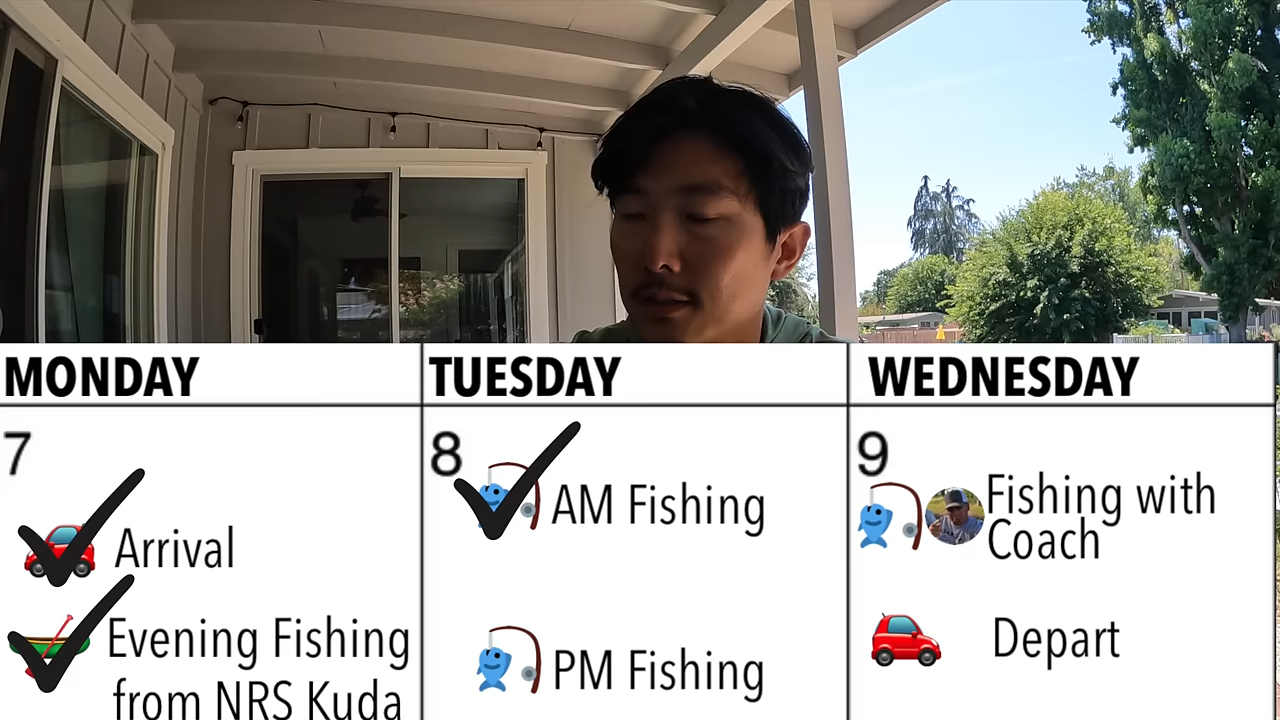 MONDAY
TUESDAY
WEDNESDAY
7
Arrival
Evening Fishing
from NRS Kuda
8
AM Fishing
PM Fishing
9
Fishing with
Coach
Depart